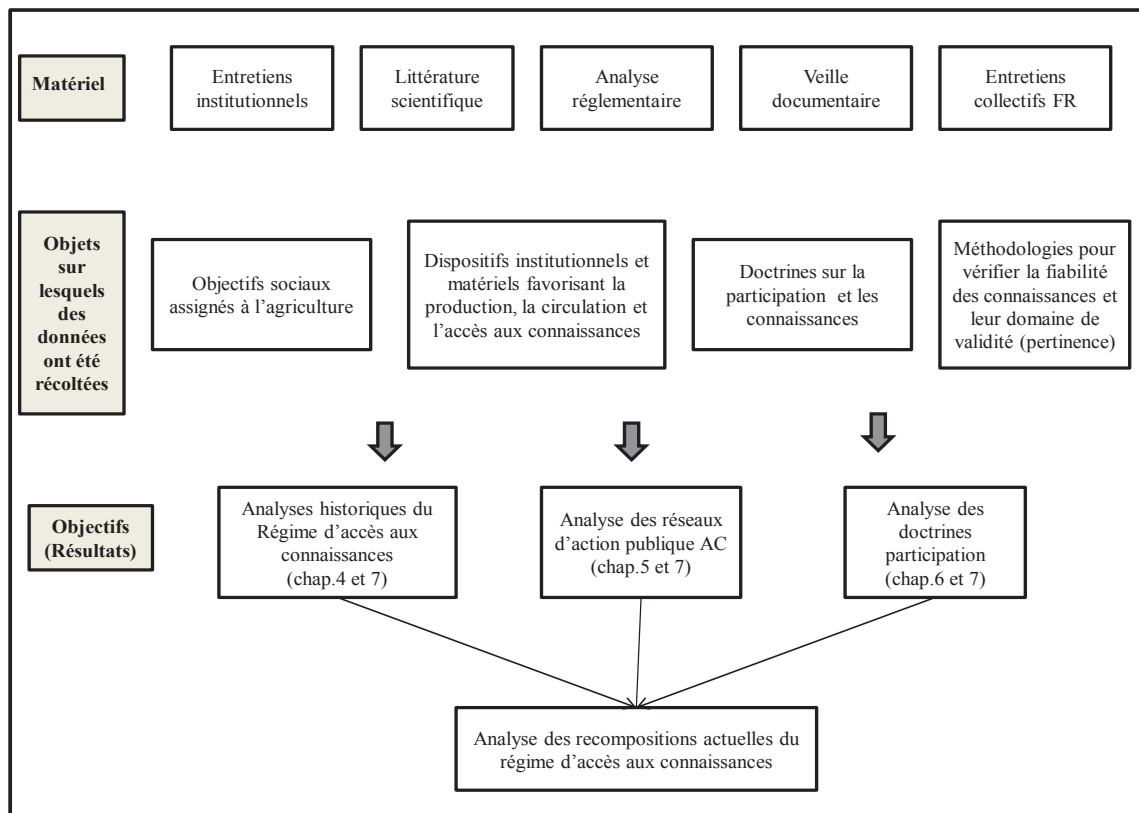 Matériel
Entretiens
institutionnels
Littérature
scientifique
Analyse
réglementaire
Veille
documentaire
Entretiens
collectifs FR
Objets
sur
lesquels
des
données
ont été
récoltées
Objectifs sociaux
assignés à l'agriculture
Dispositifs institutionnels et
matériels favorisant la
production, la circulation et
l'accès aux connaissances
Doctrines sur la
participation et les
connaissances
Méthodologies pour
vérifier la fiabilité
des connaissances et
leur domaine de
validité (pertinence)
Objectifs
(Résultats)
Analyses historiques du
Régime d'accès aux
connaissances
(chap.4 et 7)
Analyse des réseaux
d'action publique AC
(chap.5 et 7)
Analyse des
doctrines
participation
(chap.6 et 7)
Analyse des recompositions actuelles du
régime d'accès aux connaissances